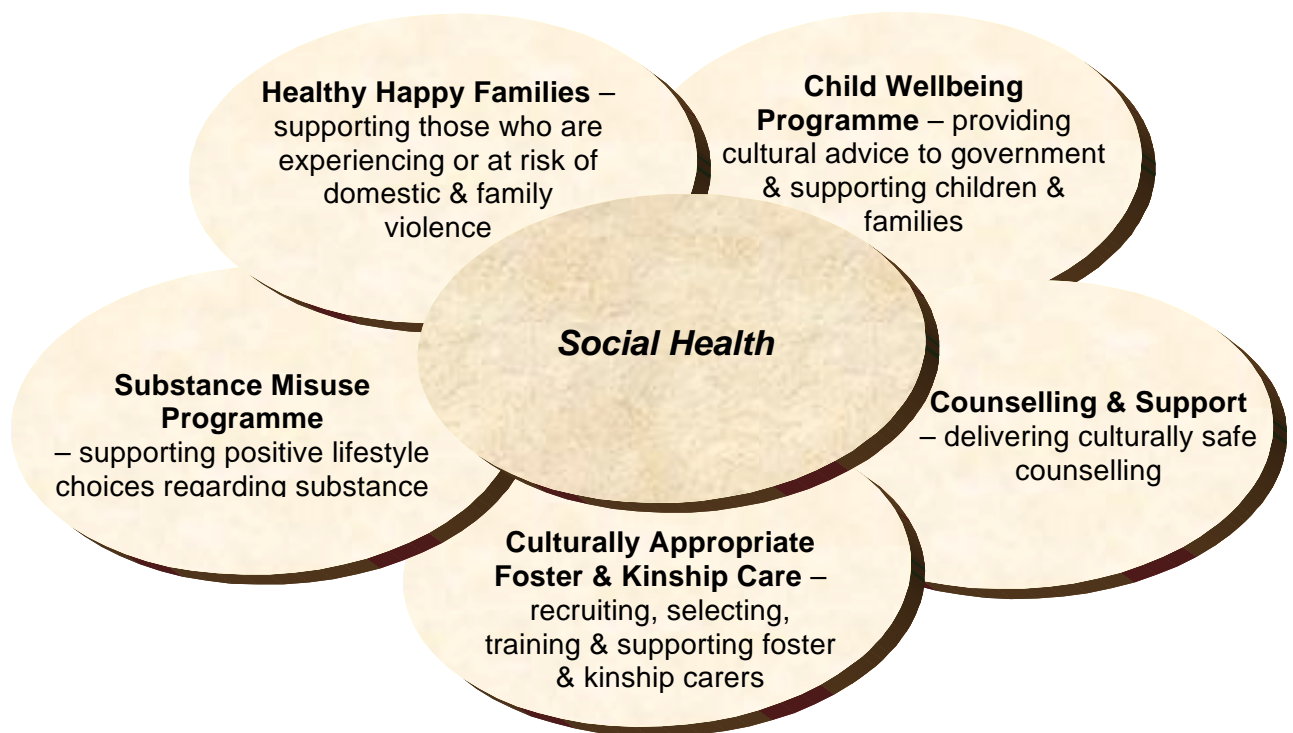 Healthy Happy Families –
supporting those who are
experiencing or at risk of
domestic & family
violence
Child Wellbeing
Programme – providing
cultural advice to government
& supporting children &
families
Social Health
Substance Misuse
Programme
– supporting positive lifestyle
choices regarding substance
Counselling & Support
– delivering culturally safe
counselling
Culturally Appropriate
Foster & Kinship Care –
recruiting, selecting,
training & supporting foster
& kinship carers